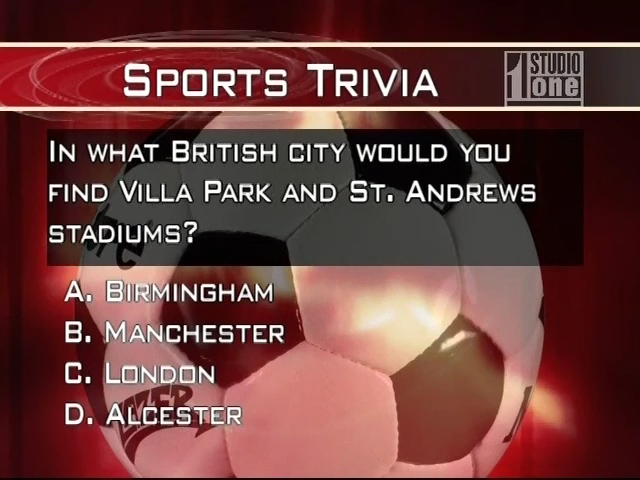 SPORTS TRIVIA
1 STUDIO one
IN WHAT BRITISH CITY WOULD YOU
FIND VILLA PARK AND ST. ANDREWS
STADIUMS?
A. BIRMINGHAM
B. MANCHESTER
C. LONDON
D. ALCESTER